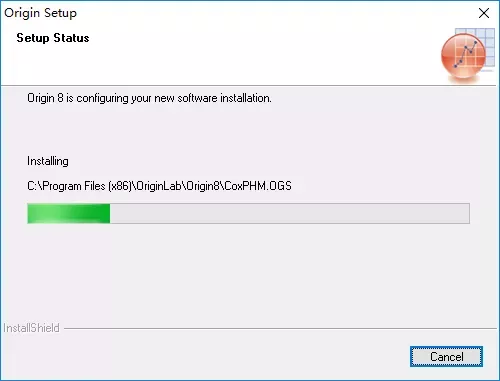 Origin Setup
Setup Status
Origin 8 is configuring your new software installation.
Installing
C:\Program Files (x86)\OriginLab\Origin8\CoxPHM.OGS
InstallShield
Cancel